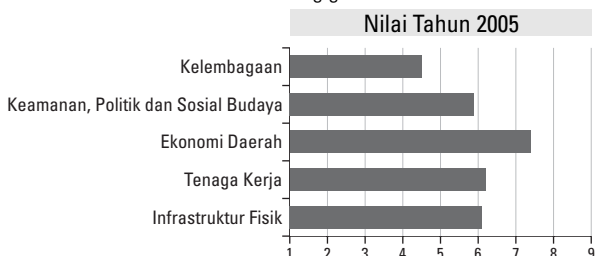 Nilai Tahun 2005
Kelembagaan
Keamanan, Politik dan Sosial Budaya
Ekonomi Daerah
Tenaga Kerja
Infrastruktur Fisik
1 2 3 4 5 6 7 8 9